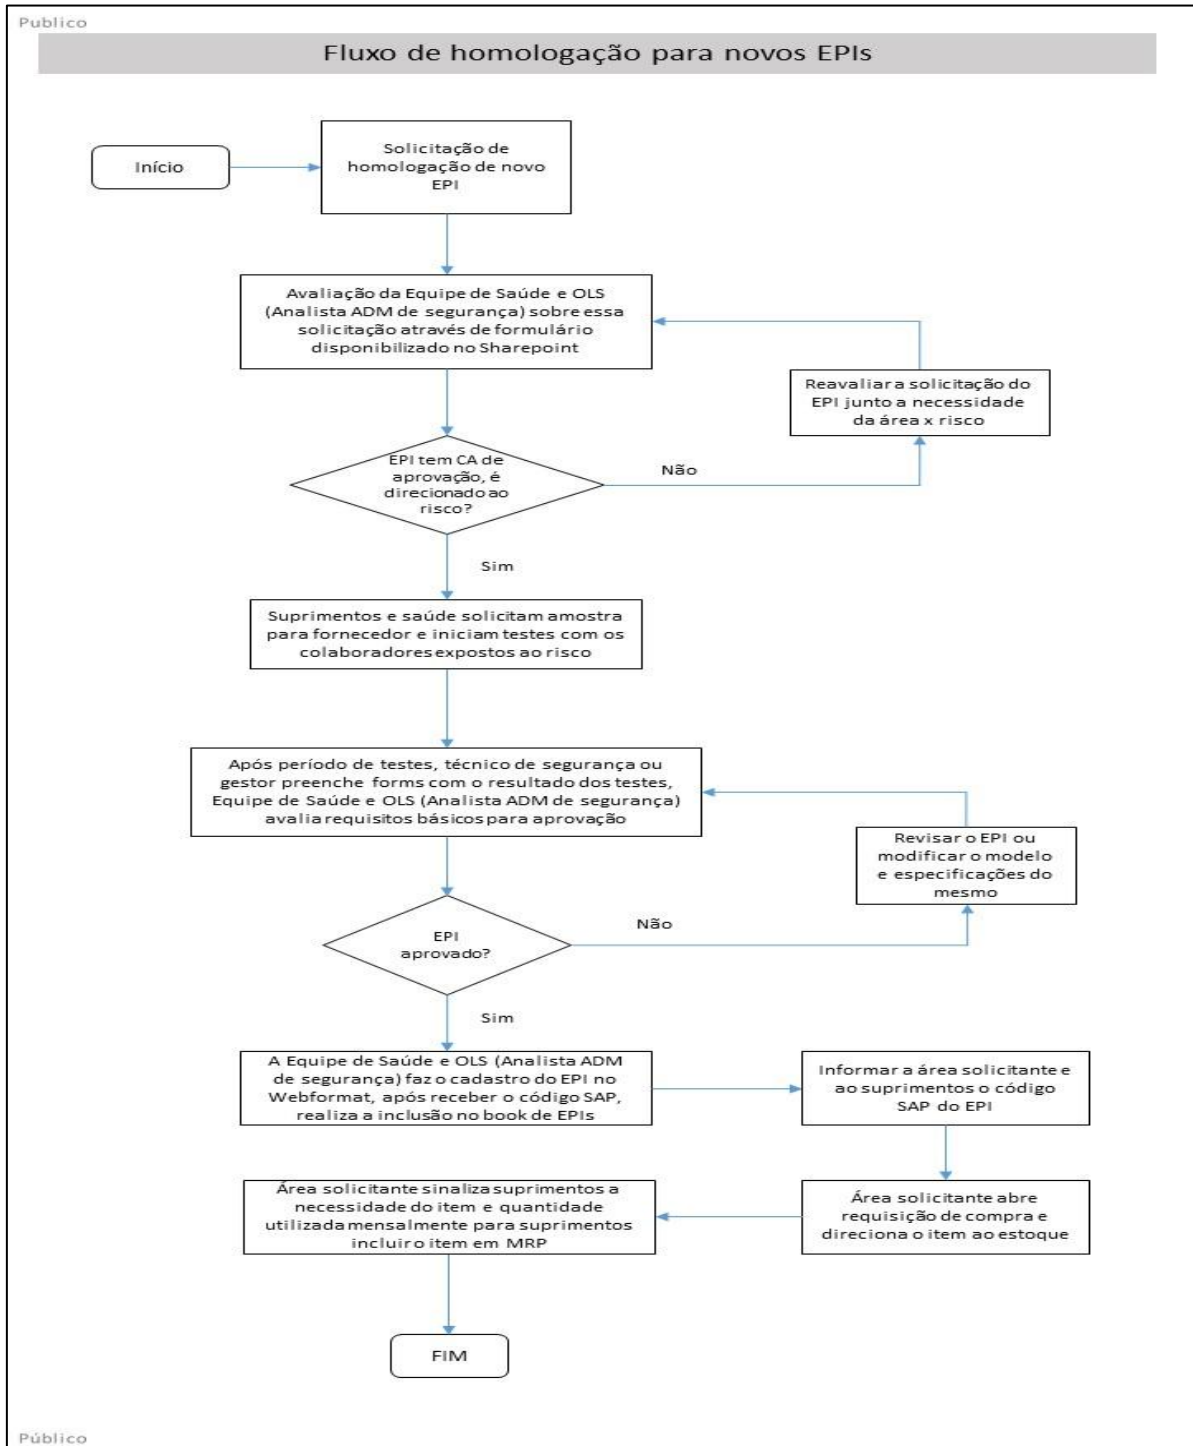 Publico
Fluxo de homologação para novos EPIs
Início
Solicitação de
homologação de novo
EPI
Avaliação da Equipe de Saúde e OLS
(Analista ADM de segurança) sobre essa
solicitação através de formulário
disponibilizado no Sharepoint
Reavaliar a solicitação do
EPI junto a necessidade
da área x risco
EPI tem CA de
aprovação, é
direcionado ao
risco?
Não
Sim
Suprimentos e saúde solicitam amostra
para fornecedor e iniciam testes com os
colaboradores expostos ao risco
Após período de testes, técnico de segurança ou
gestor preenche forms com o resultado dos testes,
Equipe de Saúde e OLS (Analista ADM de segurança)
avalia requisitos básicos para aprovação
Revisar o EPI ou
modificar o modelo
e especificações do
mesmo
EPI
aprovado?
Não
Sim
A Equipe de Saúde e OLS (Analista ADM
de segurança) faz o cadastro do EPI no
Webformat, após receber o código SAP,
realiza a inclusão no book de EPIs
Informar a área solicitante e
ao suprimentos o código
SAP do EPI
Área solicitante abre
requisição de compra e
direciona o item ao estoque
Área solicitante sinaliza suprimentos a
necessidade do item e quantidade
utilizada mensalmente para suprimentos
incluir o item em MRP
FIM
Público